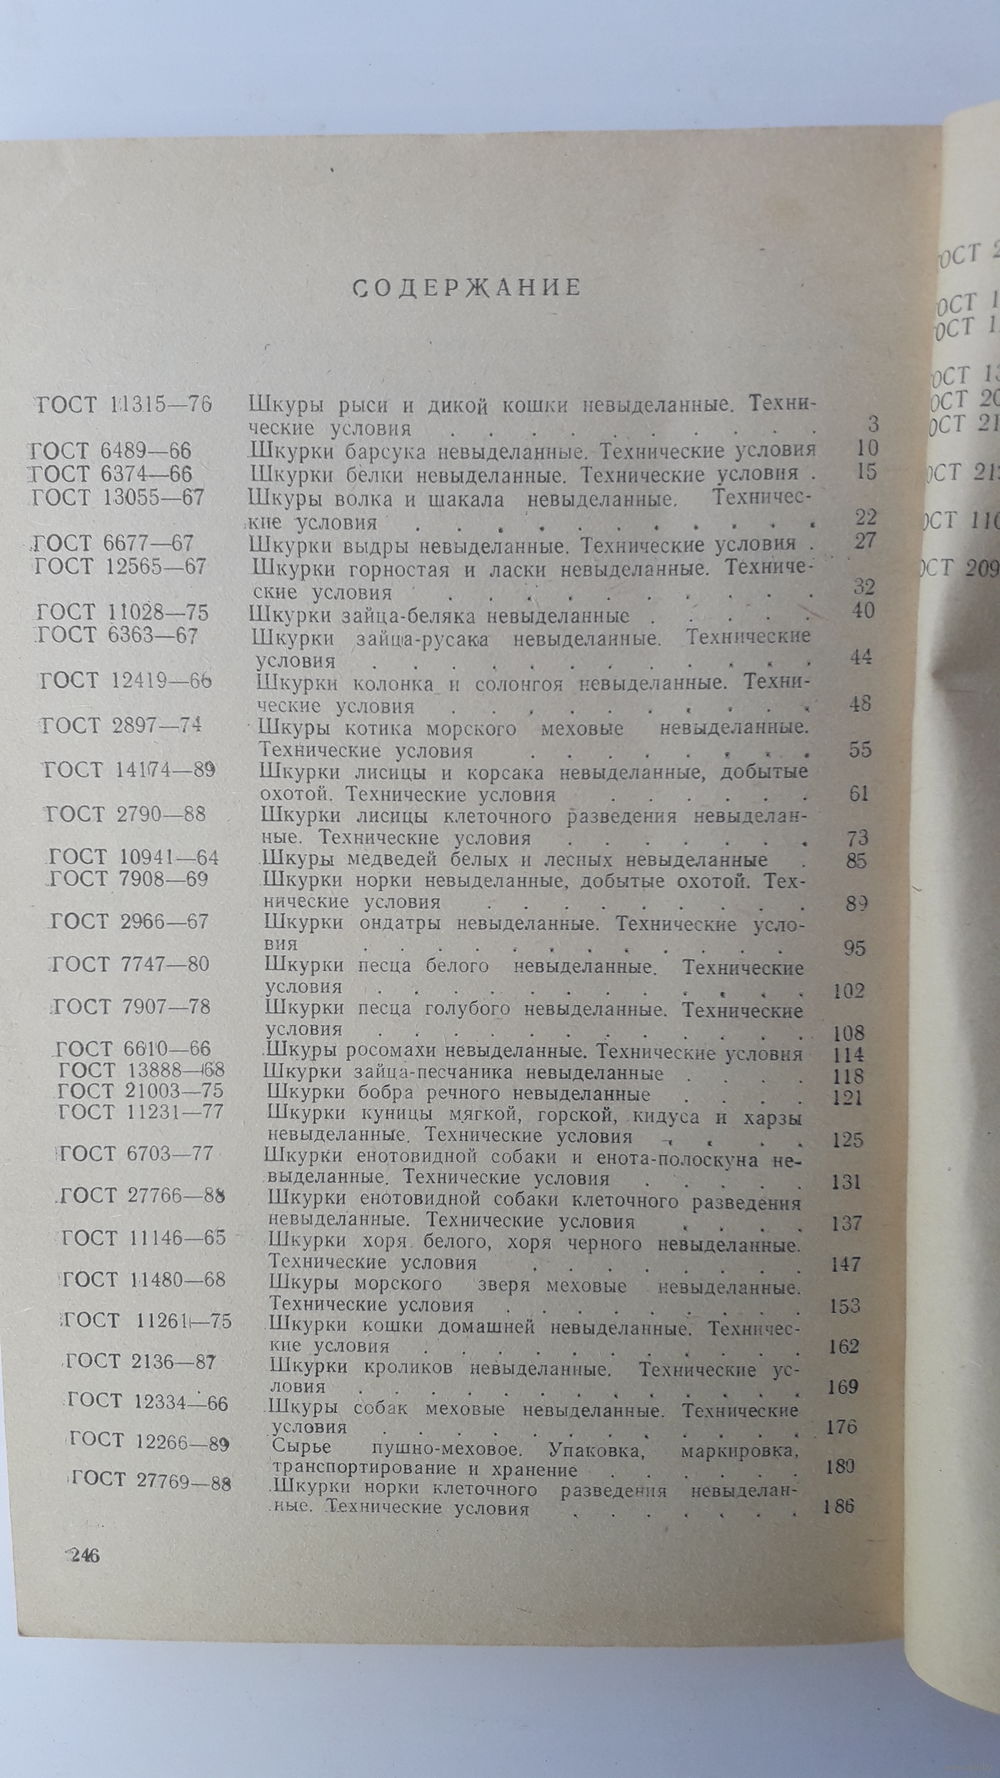 СОДЕРЖАНИЕ
ГОСТ 11315—76 Шкуры рыси и дикой кошки невыделанные. Техни-
ческие условия . . . . . . . . . 3
ГОСТ 6489—66 Шкурки барсука невыделанные. Технические условия 10
ГОСТ 6374—66 Шкурки белки невыделанные. Технические условия . 15
ГОСТ 13055—67 Шкуры волка и шакала невыделанные. Техничес-
кие условия . . . . . . . . . . 22
ГОСТ 6677—67 Шкурки выдры невыделанные. Технические условия . 27
ГОСТ 12565—67 Шкурки горностая и ласки невыделанные. Техниче-
ские условия . . . . . . . . . 32
ГОСТ 11028—75 Шкурки зайца-беляка невыделанные . . . . . 40
ГОСТ 6363—67 Шкурки зайца-русака невыделанные. Технические
условия . . . . . . . . . . . . 44
ГОСТ 12419—66 Шкурки колонка и солонгоя невыделанные. Техни-
ческие условия . . . . . . . . . 48
ГОСТ 2897—74 Шкуры котика морского меховые невыделанные.
Технические условия . . . . . . . 55
ГОСТ 14174—89 Шкурки лисицы и корсака невыделанные, добытые
охотой. Технические условия . . . . . . 61
ГОСТ 2790—88 Шкурки лисицы клеточного разведения невыделан-
ные. Технические условия . . . . . . . 73
ГОСТ 10941—64 Шкуры медведей белых и лесных невыделанные . 85
ГОСТ 7908—69 Шкурки норки невыделанные, добытые охотой. Тех-
нические условия . . . . . . . . . 89
ГОСТ 2966—67 Шкурки ондатры невыделанные. Технические усло-
вия . . . . . . . . . . . . 95
ГОСТ 7747—80 Шкурки песца белого невыделанные. Технические
условия . . . . . . . . . . . . 102
ГОСТ 7907—78 Шкурки песца голубого невыделанные. Технические
условия . . . . . . . . . . . . 108
ГОСТ 6610—66 Шкуры росомахи невыделанные. Технические условия 114
ГОСТ 13888—68 Шкурки зайца-песчаника невыделанные . . . . 118
ГОСТ 21003—75 Шкурки бобра речного невыделанные . . . . 121
ГОСТ 11231—77 Шкурки куницы мягкой, горской, кидуса и харзы
невыделанные. Технические условия . . . . 125
ГОСТ 6703—77 Шкурки енотовидной собаки и енота-полоскуна не-
выделанные. Технические условия . . . . . 131
ГОСТ 27766—88 Шкурки енотовидной собаки клеточного разведения
невыделанные. Технические условия . . . . 137
ГОСТ 11146—65 Шкурки хоря белого, хоря черного невыделанные.
Технические условия . . . . . . . . 147
ГОСТ 11480—68 Шкуры морского зверя меховые невыделанные.
Технические условия . . . . . . . . 153
ГОСТ 11261—75 Шкурки кошки домашней невыделанные. Техничес-
кие условия . . . . . . . . . . 162
ГОСТ 2136—87 Шкурки кроликов невыделанные. Технические ус-
ловия . . . . . . . . . . . . 169
ГОСТ 12334—66 Шкуры собак меховые невыделанные. Технические
условия . . . . . . . . . . . . 176
ГОСТ 12266—89 Сырье пушно-меховое. Упаковка, маркировка,
транспортирование и хранение . . . . . . 180
ГОСТ 27769—88 Шкурки норки клеточного разведения невыделан-
ные. Технические условия . . . . . . 186
246